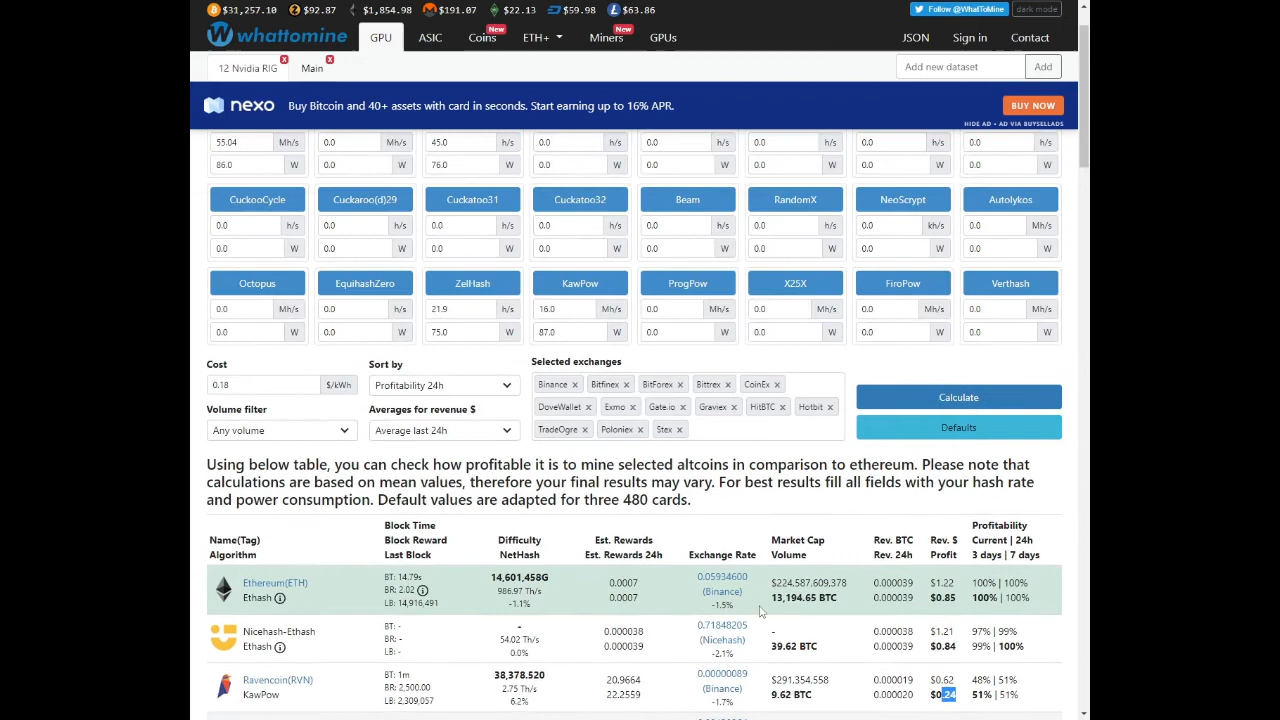 $31,257.10 $92.87 $1,854.98 $191.07 $22.13 $59.98 $63.86 Follow @WhatToMine dark mode
whattomine GPU ASIC Coins New ETH+ Miners New GPUs JSON Sign in Contact
12 Nvidia RIG x Main x Add new dataset Add
nexo Buy Bitcoin and 40+ assets with card in seconds. Start earning up to 16% APR. BUY NOW
HIDE AD • AD VIA BUYSELLADS
55.04 Mh/s 0.0 Mh/s 45.0 h/s 0.0 h/s 0.0 h/s 0.0 h/s 0.0 h/s 0.0 h/s
86.0 W 0.0 W 76.0 W 0.0 W 0.0 W 0.0 W 0.0 W 0.0 W
CuckooCycle Cuckaroo(d)29 Cuckatoo31 Cuckatoo32 Beam RandomX NeoScrypt Autolykos
0.0 h/s 0.0 h/s 0.0 h/s 0.0 h/s 0.0 h/s 0.0 h/s 0.0 kh/s 0.0 Mh/s
0.0 W 0.0 W 0.0 W 0.0 W 0.0 W 0.0 W 0.0 W 0.0 W
Octopus EquihashZero ZelHash KawPow ProgPow X25X FiroPow Verthash
0.0 Mh/s 0.0 h/s 21.9 h/s 16.0 Mh/s 0.0 Mh/s 0.0 Mh/s 0.0 Mh/s 0.0 Mh/s
0.0 W 0.0 W 75.0 W 87.0 W 0.0 W 0.0 W 0.0 W 0.0 W
Cost Sort by Selected exchanges
0.18 $/kWh Profitability 24h Binance × Bitfinex × BitForex × Bittrex × CoinEx × Calculate
Volume filter Averages for revenue $ DoveWallet × Exmo × Gate.io × Graviex × HitBTC × Hotbit ×
Any volume Average last 24h TradeOgre × Poloniex × Stex × Defaults
Using below table, you can check how profitable it is to mine selected altcoins in comparison to ethereum. Please note that
calculations are based on mean values, therefore your final results may vary. For best results fill all fields with your hash rate
and power consumption. Default values are adapted for three 480 cards.
Block Time Profitability
Name(Tag) Block Reward Difficulty Est. Rewards Market Cap Rev. BTC Rev. $ Current | 24h
Algorithm Last Block NetHash Est. Rewards 24h Exchange Rate Volume Rev. 24h Profit 3 days | 7 days
BT: 14.79s 14,601,458G 0.05934600
Ethereum(ETH) BR: 2.02 986.97 Th/s 0.0007 (Binance) $224,587,609,378 0.000039 $1.22 100% | 100%
Ethash LB: 14,916,491 -1.1% 0.0007 -1.5% 13,194.65 BTC 0.000039 $0.85 100% | 100%
BT: - - 0.71848205
Nicehash-Ethash BR: - 54.02 Th/s 0.000038 (Nicehash) - 0.000038 $1.21 97% | 99%
Ethash LB: - 0.0% 0.000039 -2.1% 39.62 BTC 0.000039 $0.84 99% | 100%
BT: 1m 38,378.520 0.00000089
Ravencoin(RVN) BR: 2,500.00 2.75 Th/s 20.9664 (Binance) $291,354,558 0.000019 $0.62 48% | 51%
KawPow LB: 2,309,057 6.2% 22.2559 -1.7% 9.62 BTC 0.000020 $0.24 51% | 51%